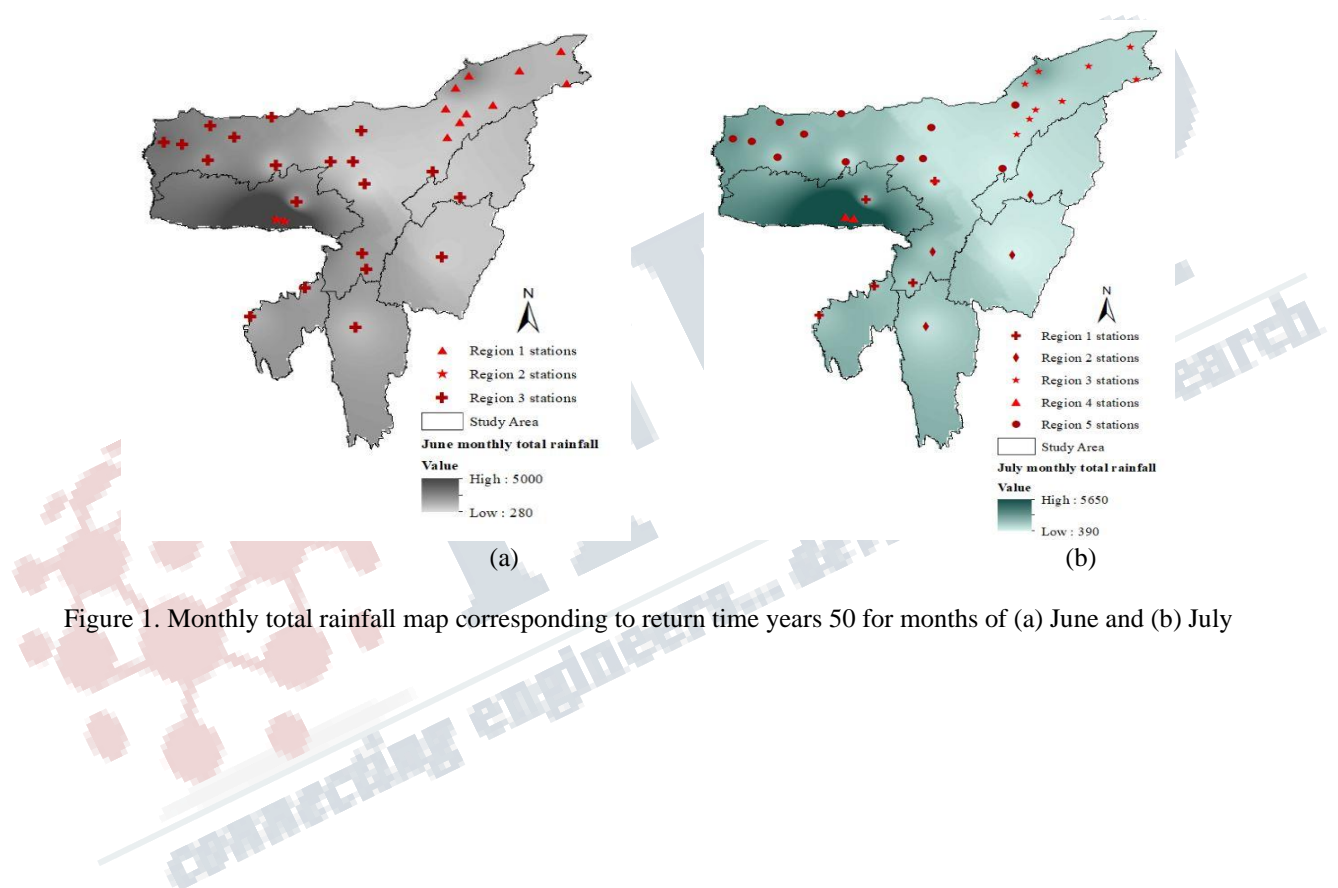 N
Region 1 stations
Region 2 stations
Region 3 stations
Study Area
June monthly total rainfall
Value
High : 5000
Low : 280
(a)
N
Region 1 stations
Region 2 stations
Region 3 stations
Region 4 stations
Region 5 stations
Study Area
July monthly total rainfall
Value
High : 5650
Low : 390
(b)
Figure 1. Monthly total rainfall map corresponding to return time years 50 for months of (a) June and (b) July
connecting engineers...